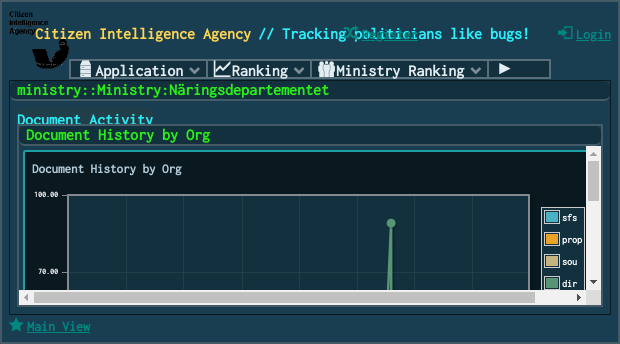 Citizen
Intelligence
Agency
Citizen Intelligence Agency // Tracking politicians like bugs!
Register
Login
Application
Ranking
Ministry Ranking
ministry::Ministry:Näringsdepartementet
Document Activity
Document History by Org
Document History by Org
100.00
70.00
sfs
prop
sou
dir
Main View